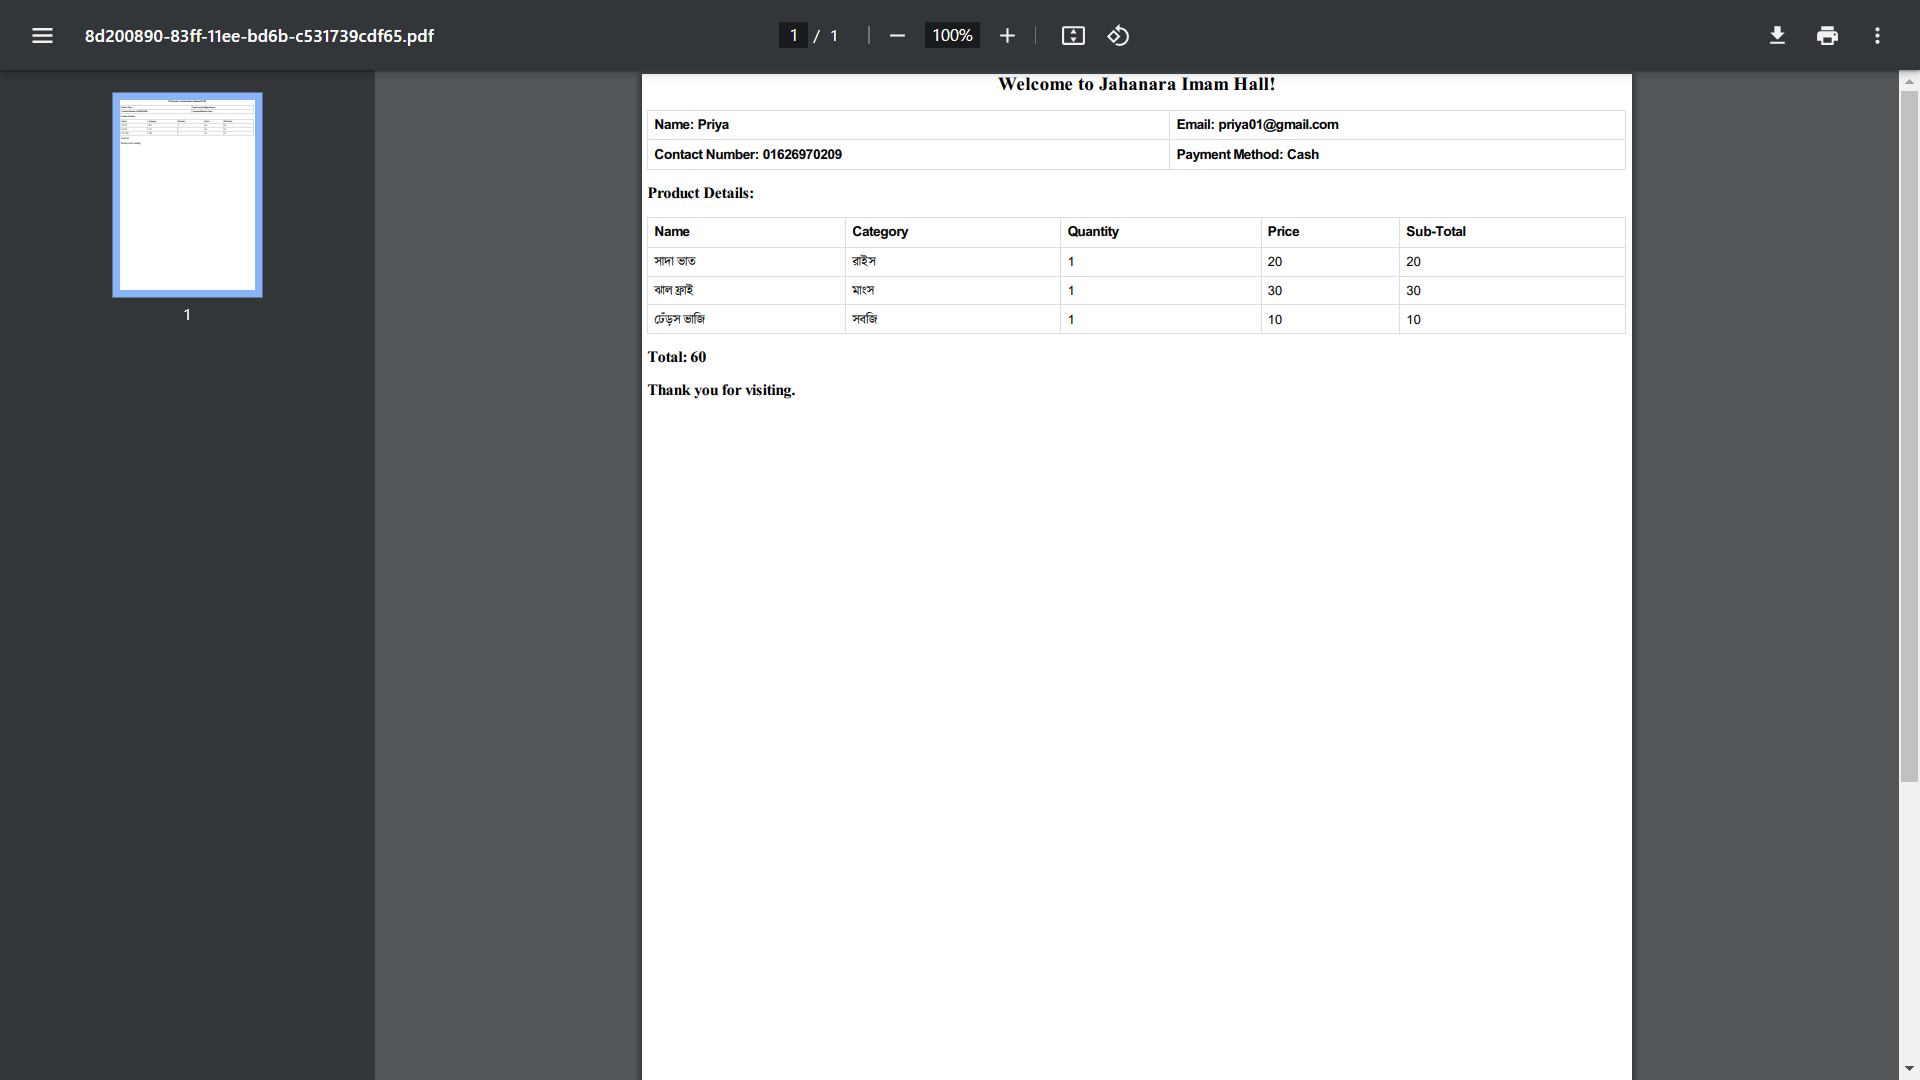 8d200890-83ff-11ee-bd6b-c531739cdf65.pdf
1 / 1
100%
1
Welcome to Jahanara Imam Hall!
Name: Priya Email: priya01@gmail.com
Contact Number: 01626970209 Payment Method: Cash
Product Details:
Name Category Quantity Price Sub-Total
সাদা ভাত রাইস 1 20 20
ঝাল ফ্রাই মাংস 1 30 30
ঢেঁড়স ভাজি সবজি 1 10 10
Total: 60
Thank you for visiting.